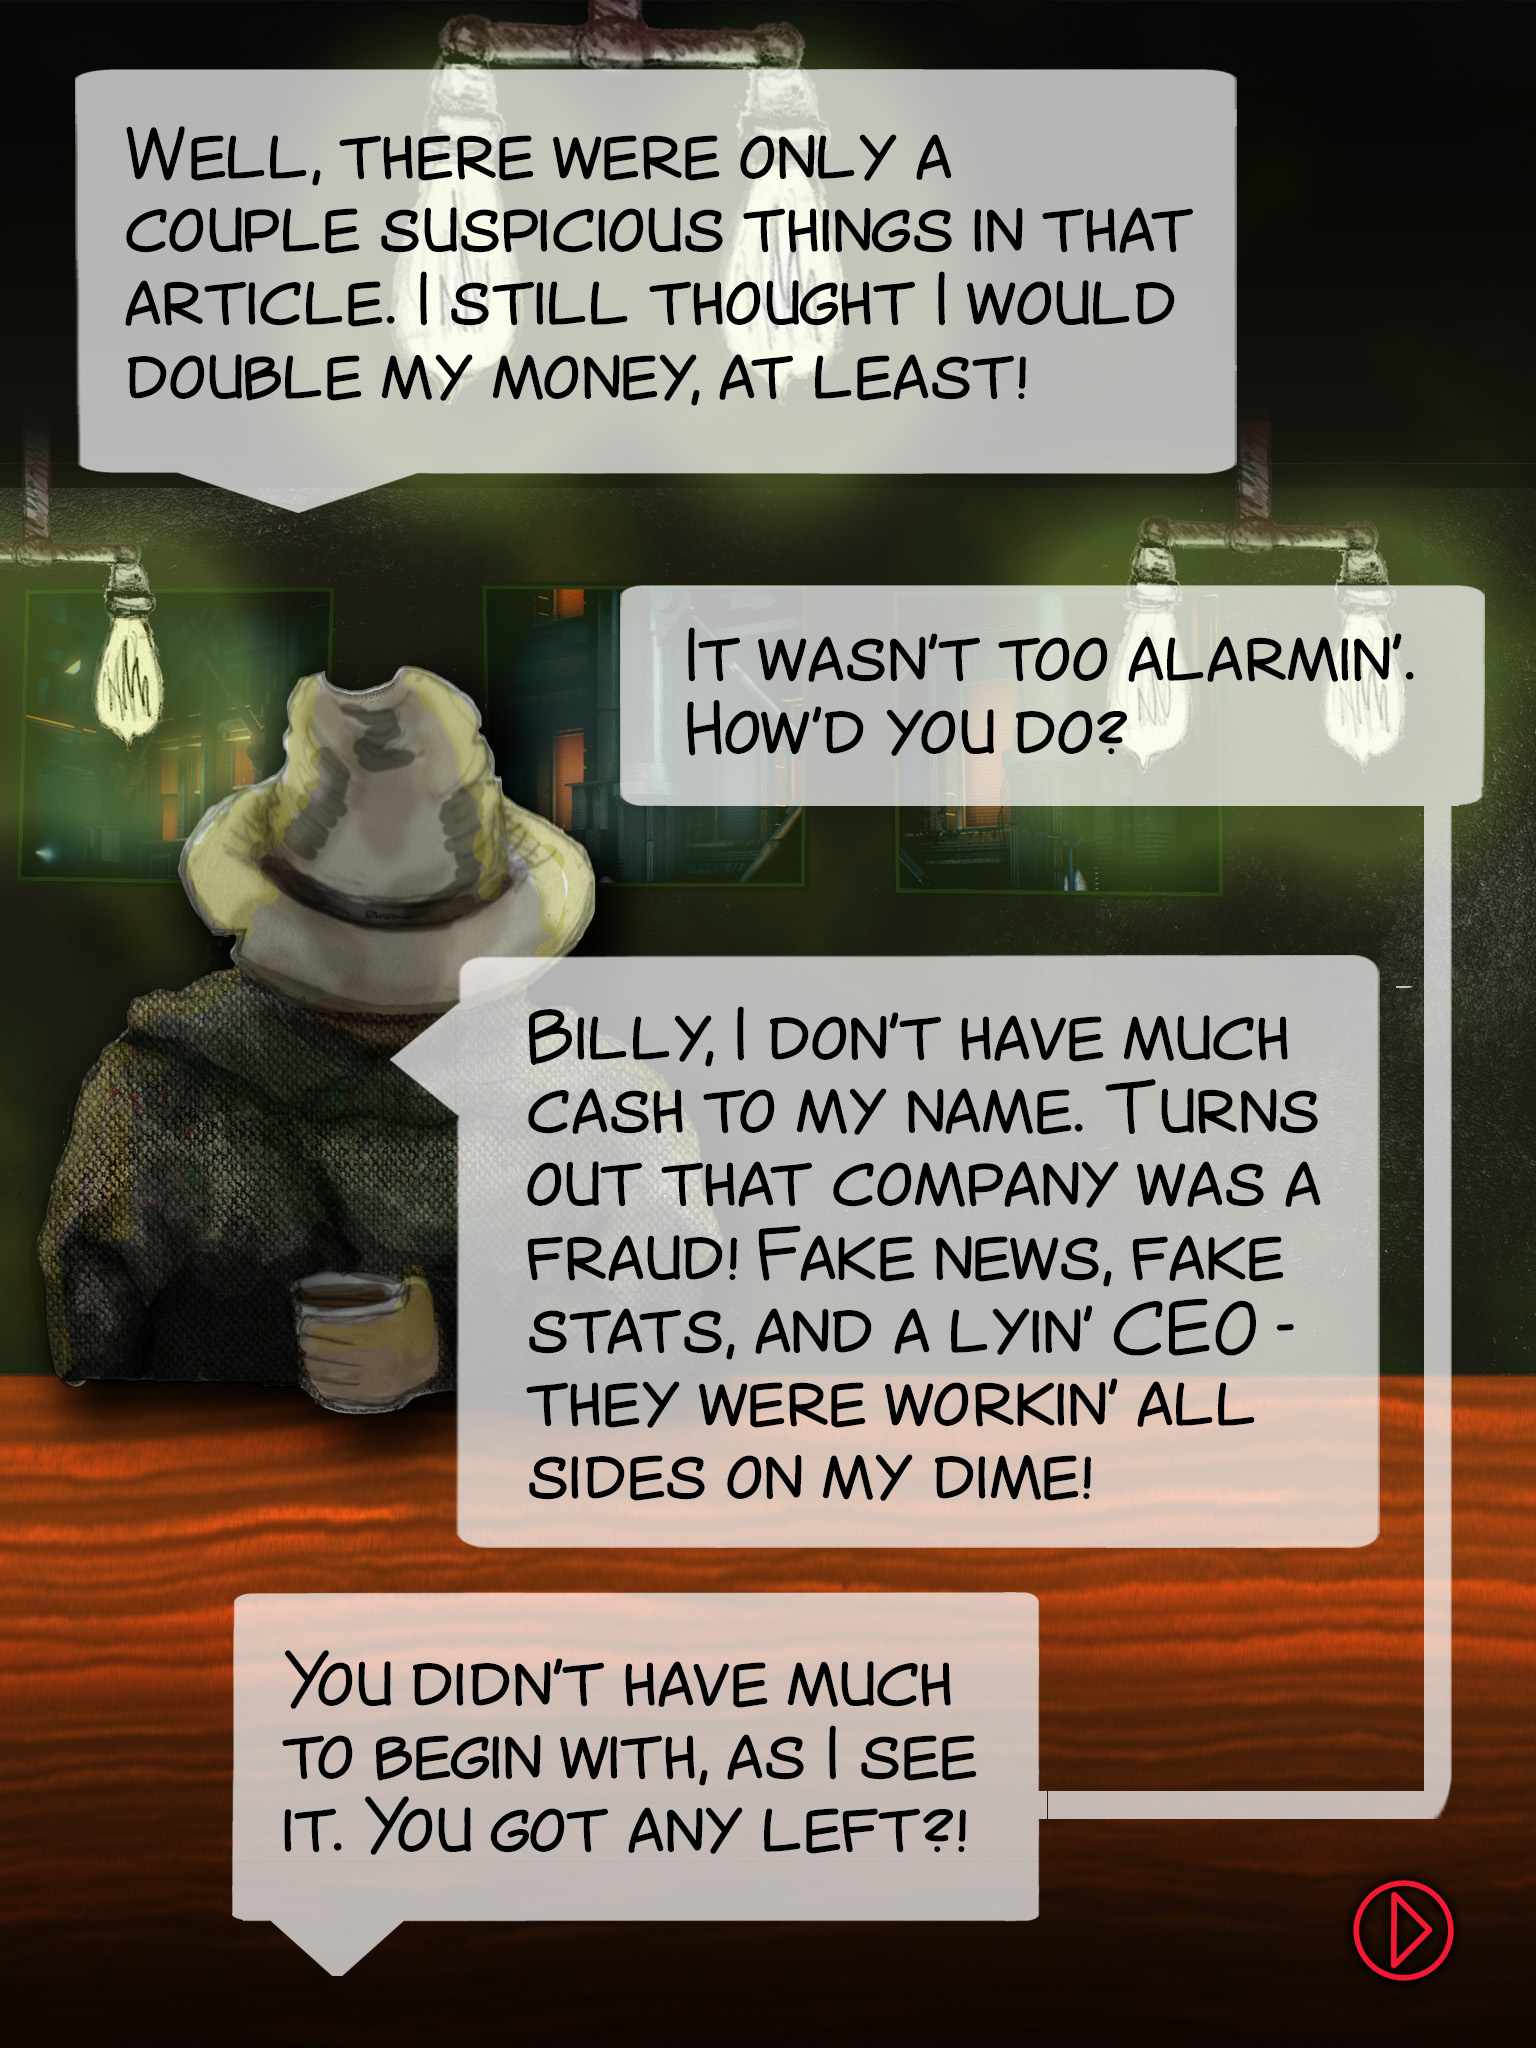 Well, there were only a
couple suspicious things in that
article. I still thought I would
double my money, at least!
It wasn't too alarmin'.
How'd you do?
Billy, I don't have much
cash to my name. Turns
out that company was a
fraud! Fake news, fake
stats, and a lyin' CEO -
they were workin' all
sides on my dime!
You didn't have much
to begin with, as I see
it. You got any left?!